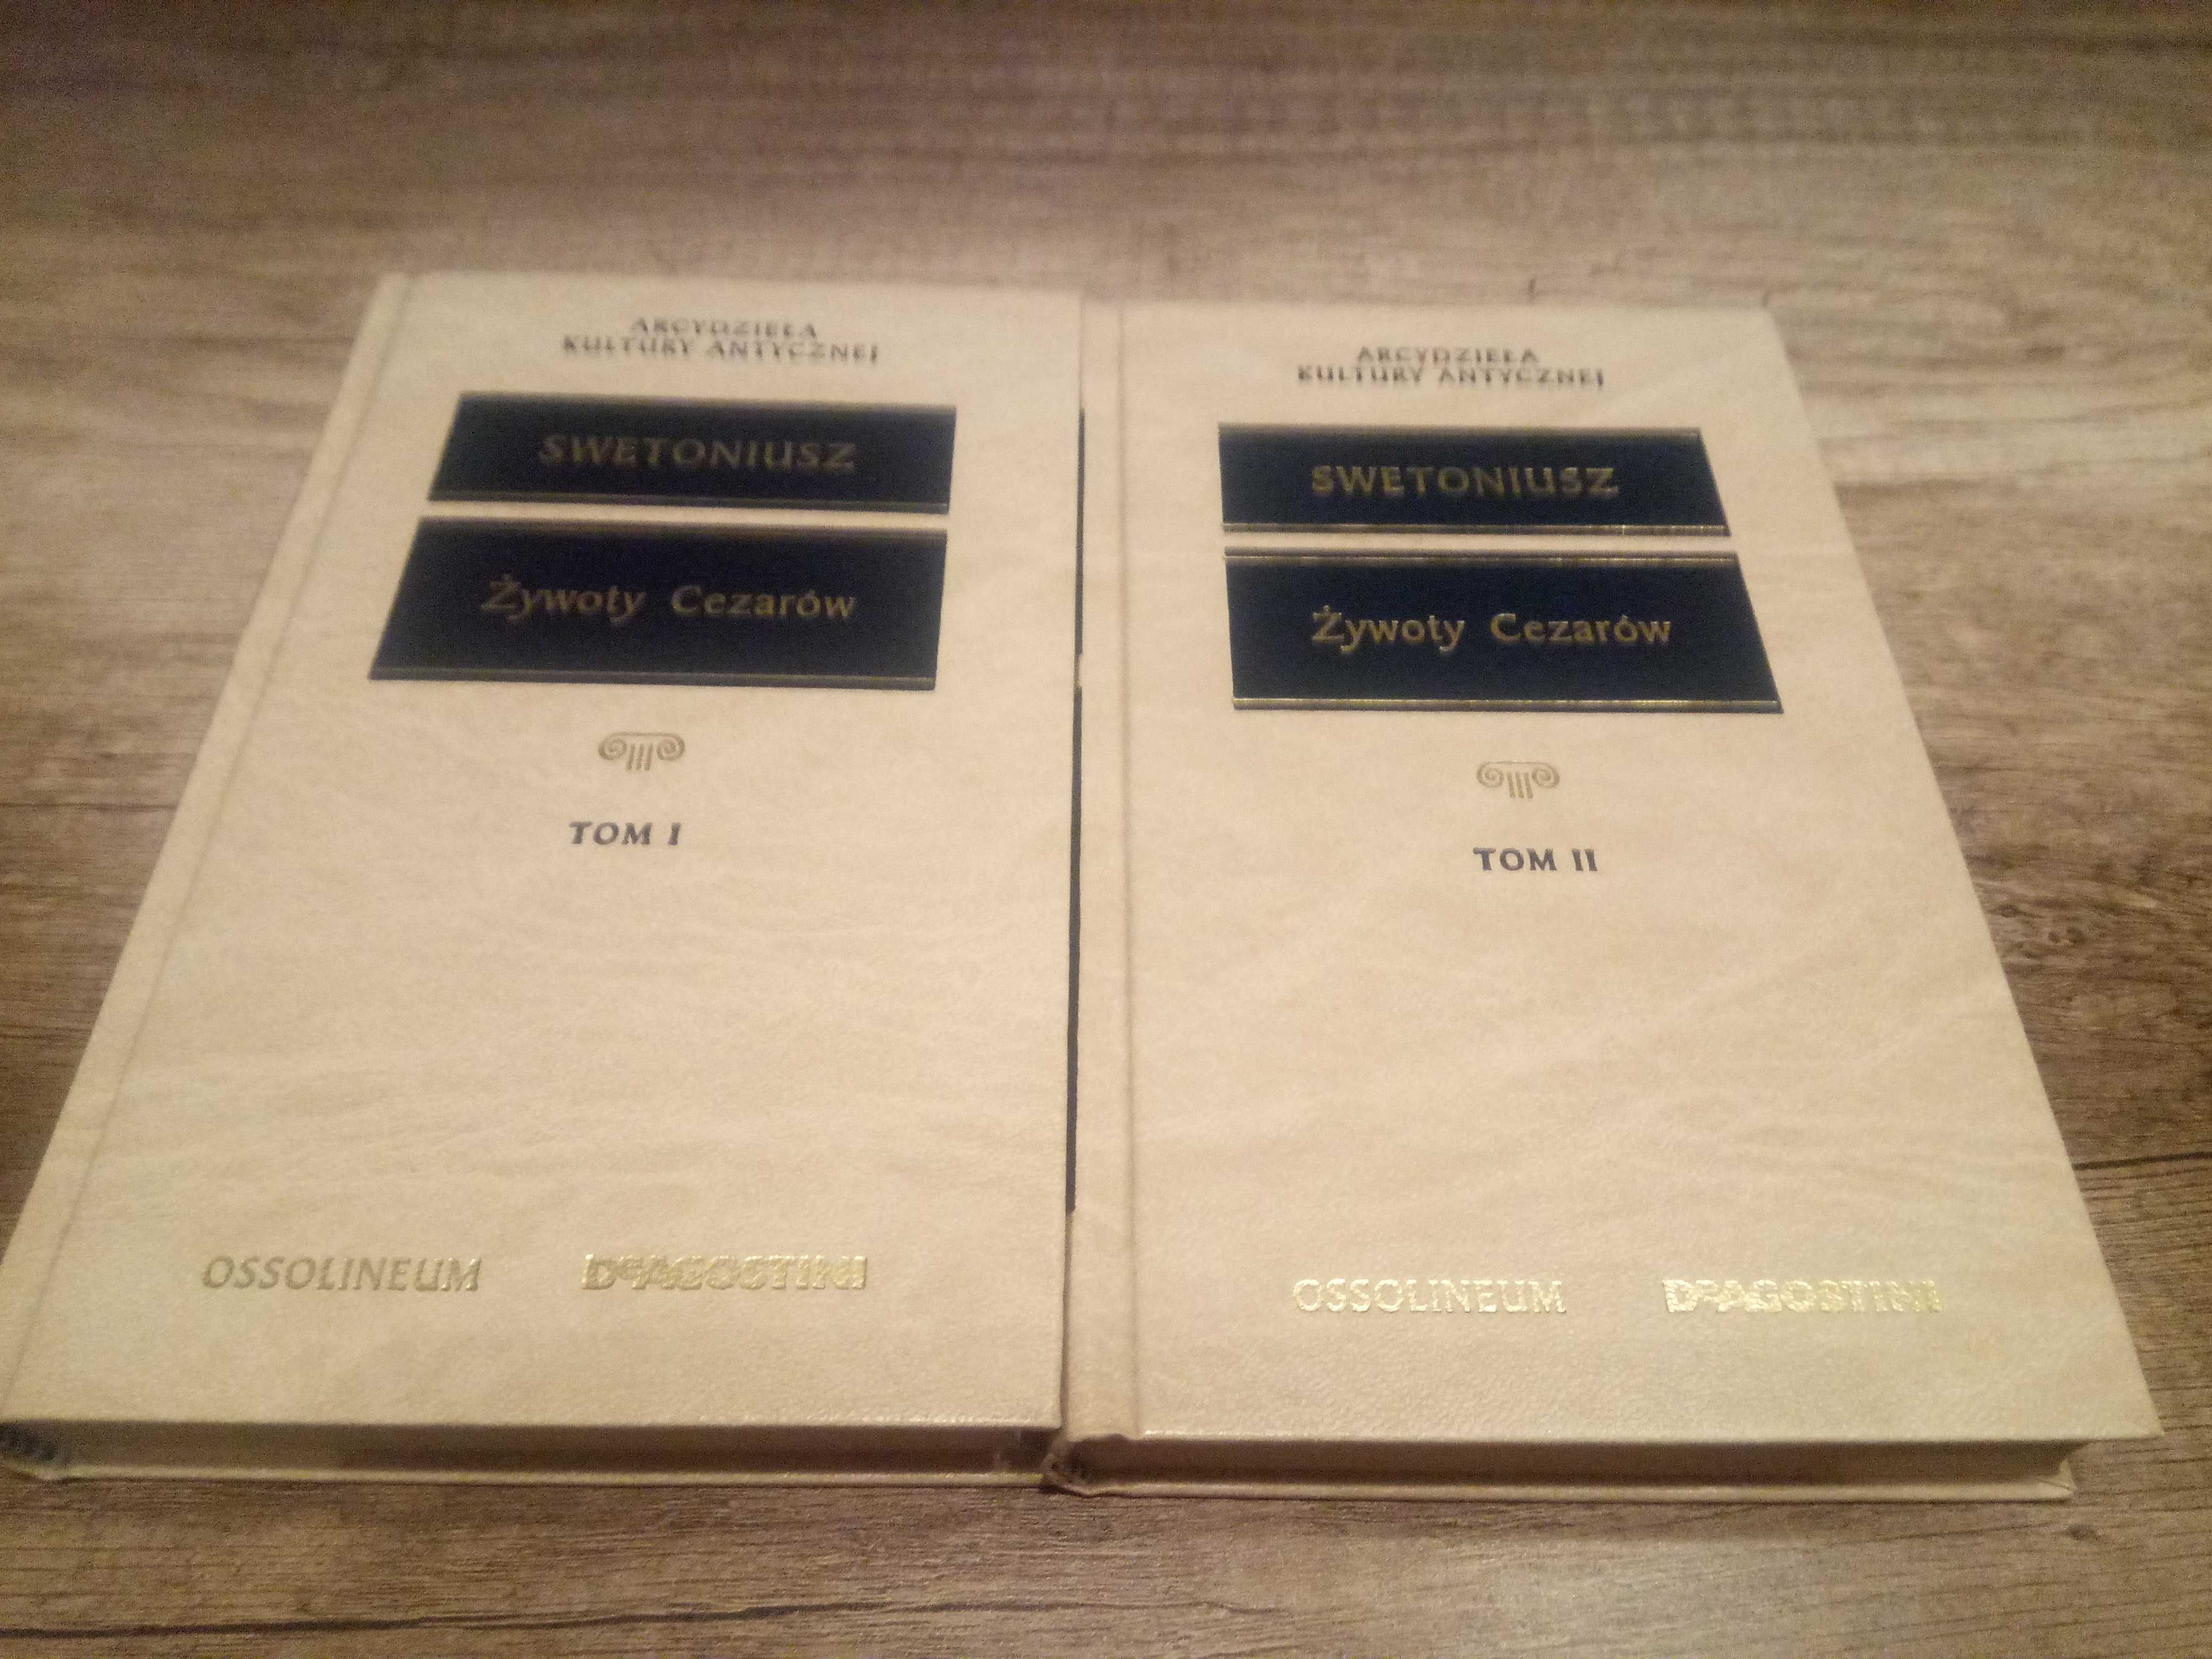 ARCYDZIEŁA
KULTURY ANTYCZNEJ
SWETONIUSZ
Żywoty Cezarów
TOM I
OSSOLINEUM DEAGOSTINI
ARCYDZIEŁA
KULTURY ANTYCZNEJ
SWETONIUSZ
Żywoty Cezarów
TOM II
OSSOLINEUM DEAGOSTINI